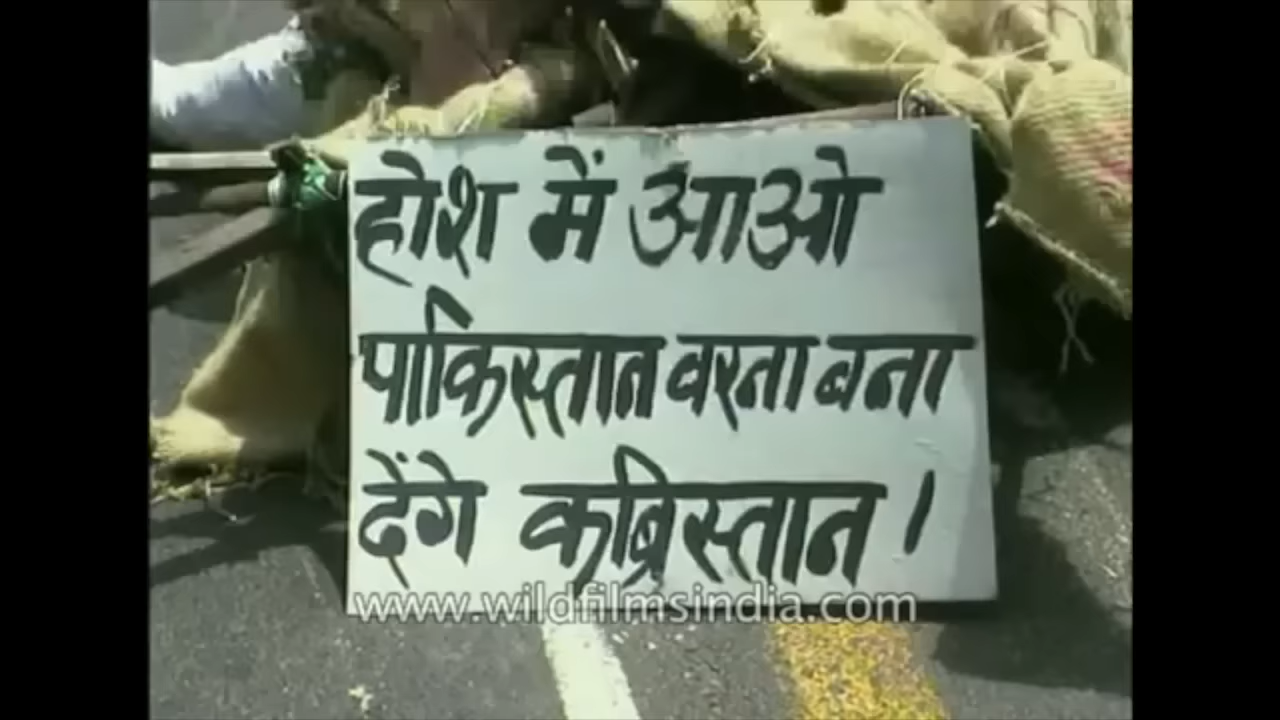 होश में आओ
पाकिस्तान वरना बना
देंगे कब्रिस्तान ।
www.wildfilmsindia.com